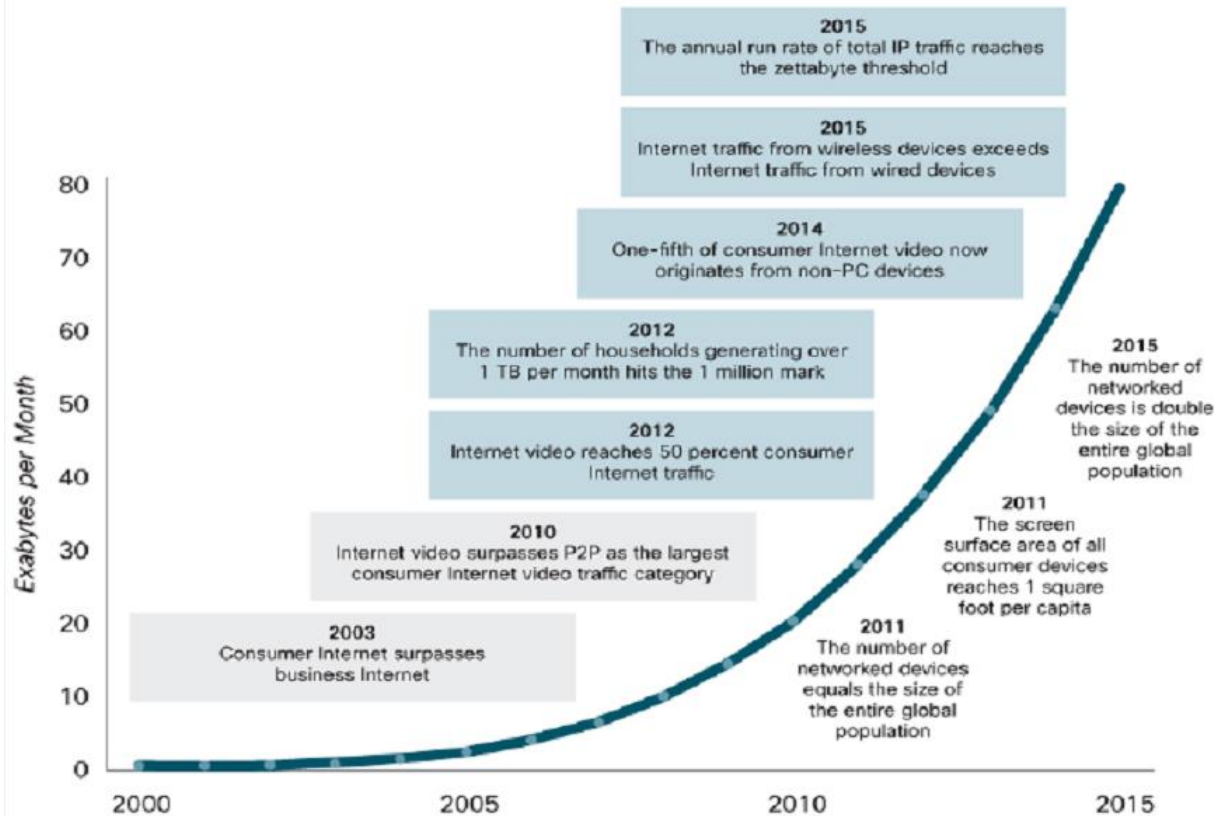 2015
The annual run rate of total IP traffic reaches
the zettabyte threshold
2015
Internet traffic from wireless devices exceeds
Internet traffic from wired devices
2014
One-fifth of consumer Internet video now
originates from non-PC devices
2012
The number of households generating over
1 TB per month hits the 1 million mark
2012
Internet video reaches 50 percent consumer
Internet traffic
2010
Internet video surpasses P2P as the largest
consumer Internet video traffic category
2003
Consumer Internet surpasses
business Internet
2015
The number of
networked
devices is double
the size of the
entire global
population
2011
The screen
surface area of all
consumer devices
reaches 1 square
foot per capita
2011
The number of
networked devices
equals the size of
the entire global
population
Exabytes per Month
80
70
60
50
40
30
20
10
0
2000
2005
2010
2015